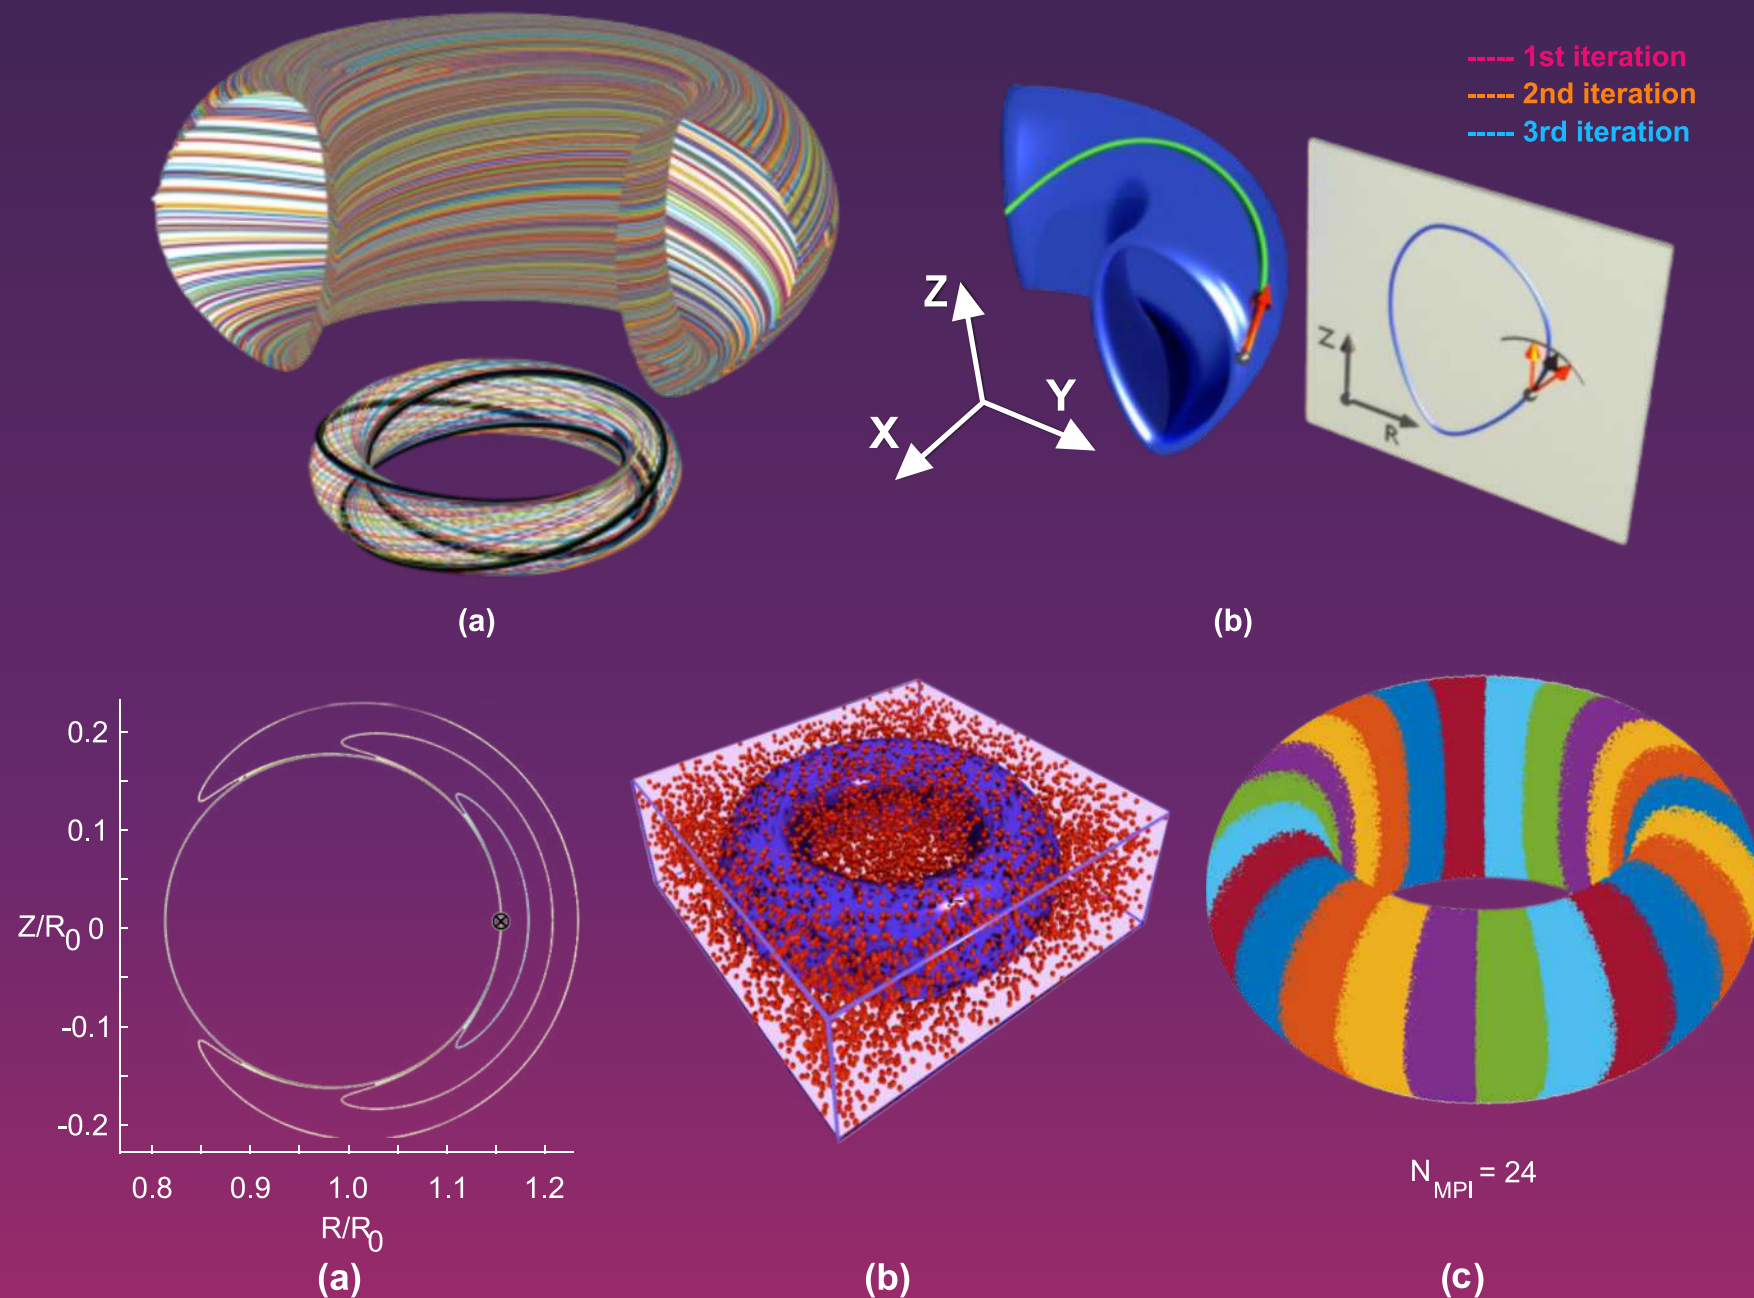 ----- 1st iteration
----- 2nd iteration
----- 3rd iteration
Z
Y
X
Z
R
(a)
(b)
0.2
0.1
Z/R0 0
-0.1
-0.2
0.8 0.9 1.0 1.1 1.2
R/R0
N_MPI = 24
(a)
(b)
(c)